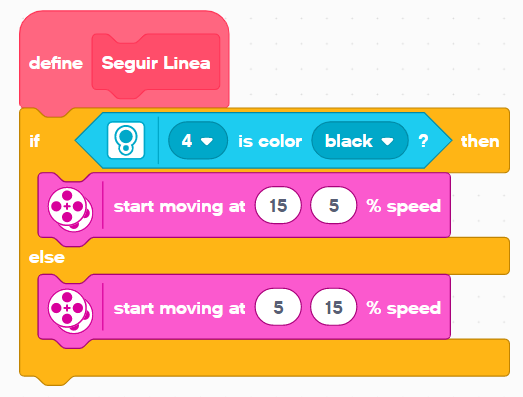 define Seguir Linea
if 4 is color black ? then
start moving at 15 5 % speed
else
start moving at 5 15 % speed